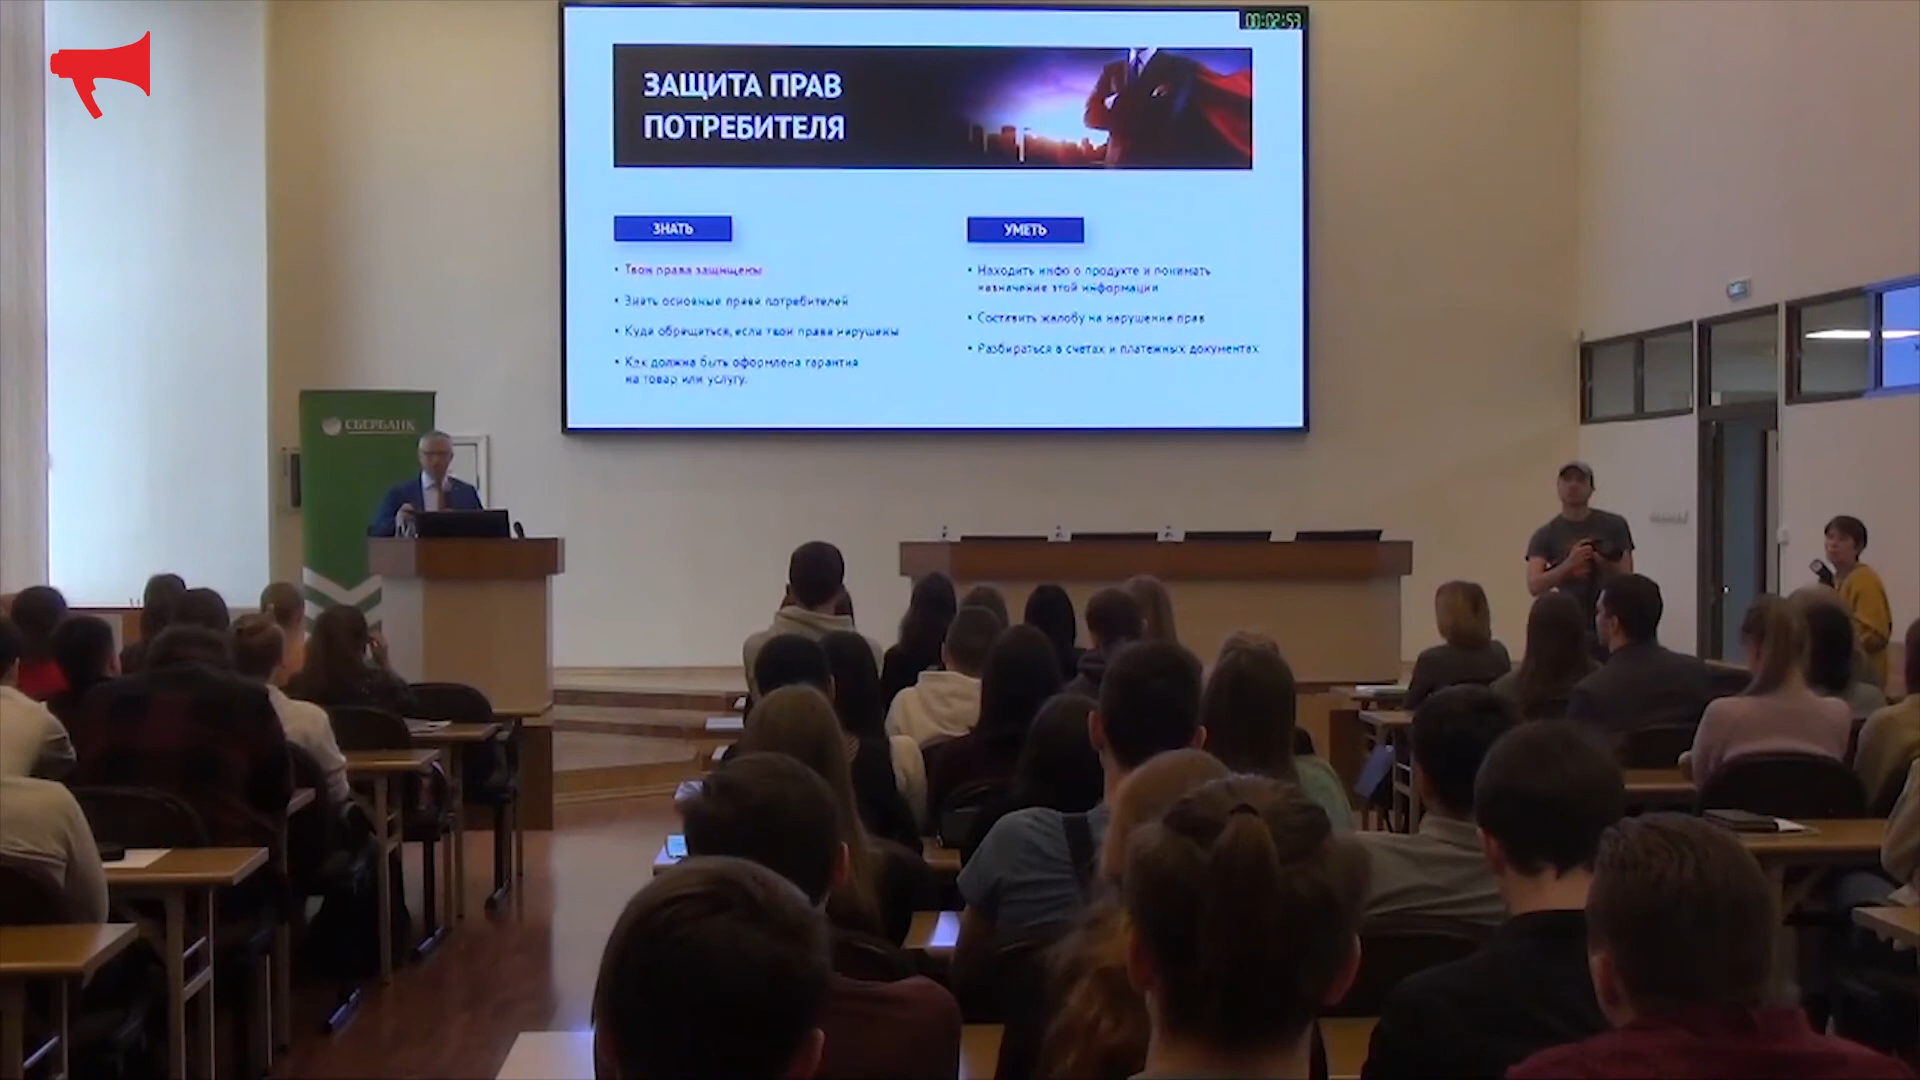 00:02:53
ЗАЩИТА ПРАВ
ПОТРЕБИТЕЛЯ
ЗНАТЬ
• Твои права защищены
• Знать основные права потребителей
• Куда обращаться, если твои права нарушены
• Как должна быть оформлена гарантия
на товар или услугу.
УМЕТЬ
• Находить инфо о продукте и понимать
назначение этой информации
• Составить жалобу на нарушение прав
• Разбираться в счетах и платежных документах
СБЕРБАНК